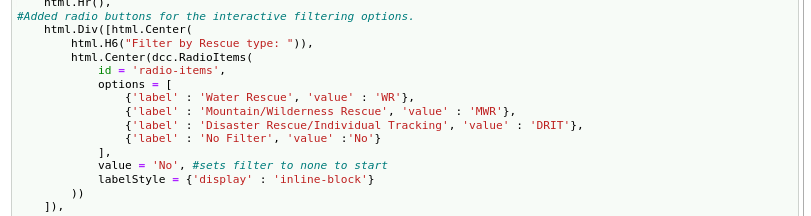 html.Hr(),
#Added radio buttons for the interactive filtering options.
    html.Div([html.Center(
        html.H6("Filter by Rescue type: ")),
        html.Center(dcc.RadioItems(
            id = 'radio-items',
            options = [
                {'label' : 'Water Rescue', 'value' : 'WR'},
                {'label' : 'Mountain/Wilderness Rescue', 'value' : 'MWR'},
                {'label' : 'Disaster Rescue/Individual Tracking', 'value' : 'DRIT'},
                {'label' : 'No Filter', 'value' :'No'}
            ],
            value = 'No', #sets filter to none to start
            labelStyle = {'display' : 'inline-block'}
        ))
    ]),